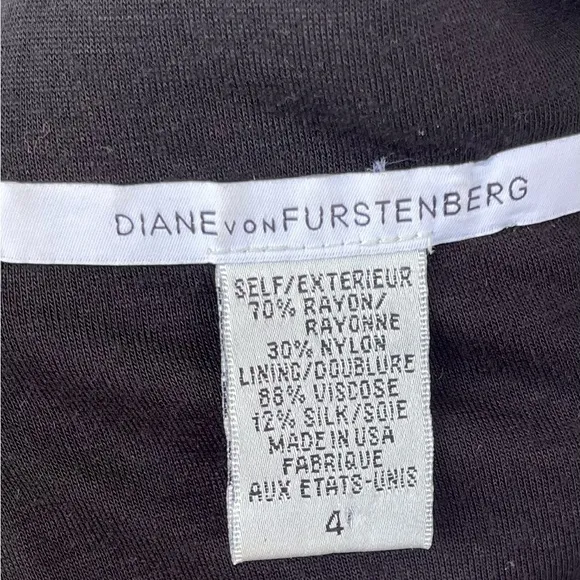 DIANE VON FURSTENBERG
SELF/EXTERIEUR
70% RAYON/
RAYONNE
30% NYLON
LINING/DOUBLURE
88% VISCOSE
12% SILK/SOIE
MADE IN USA
FABRIQUE
AUX ETATS-UNIS
4